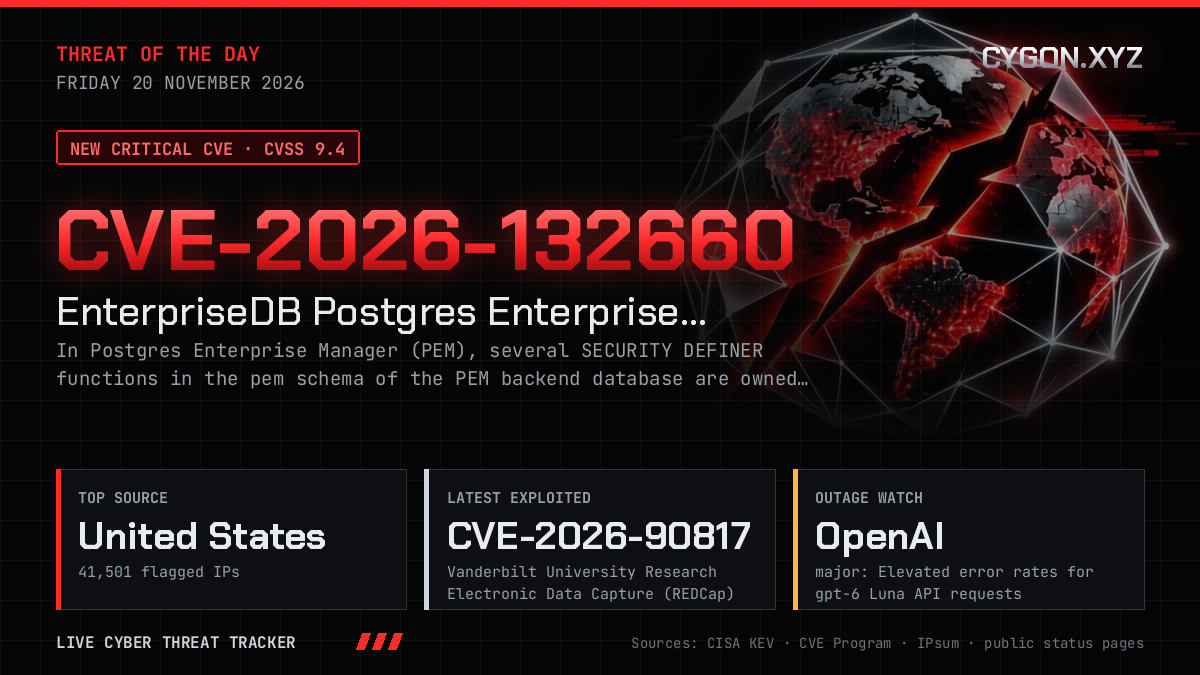 THREAT OF THE DAY
FRIDAY 20 NOVEMBER 2026
CYGON.XYZ
NEW CRITICAL CVE · CVSS 9.4
CVE-2026-132660
EnterpriseDB Postgres Enterprise…
In Postgres Enterprise Manager (PEM), several SECURITY DEFINER
functions in the pem schema of the PEM backend database are owned…
TOP SOURCE
United States
41,501 flagged IPs
LATEST EXPLOITED
CVE-2026-90817
Vanderbilt University Research
Electronic Data Capture (REDCap)
OUTAGE WATCH
OpenAI
major: Elevated error rates for
gpt-6 Luna API requests
LIVE CYBER THREAT TRACKER
Sources: CISA KEV · CVE Program · IPsum · public status pages